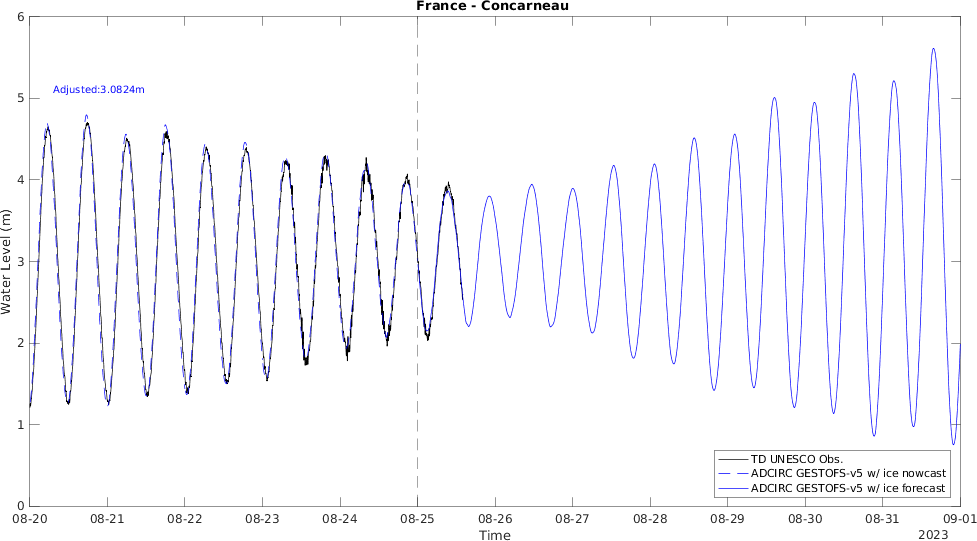 France - Concarneau
Adjusted:3.0824m
Water Level (m)
6
5
4
3
2
1
0
TD UNESCO Obs.
ADCIRC GESTOFS-v5 w/ ice nowcast
ADCIRC GESTOFS-v5 w/ ice forecast
08-20 08-21 08-22 08-23 08-24 08-25 08-26 08-27 08-28 08-29 08-30 08-31 09-01
Time
2023